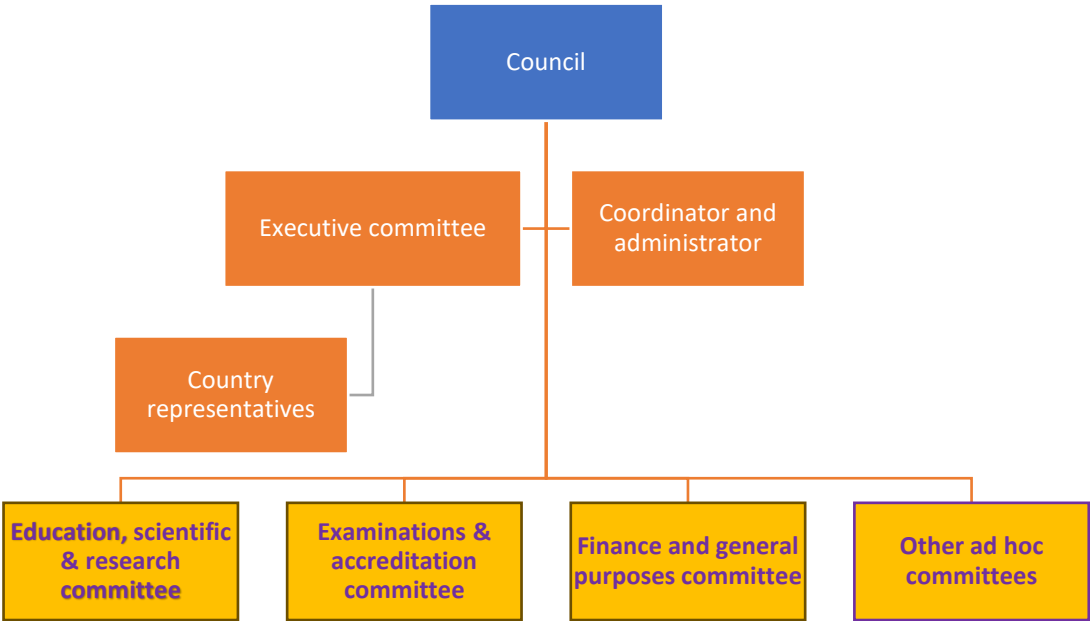 Council
Executive committee
Coordinator and
administrator
Country
representatives
Education, scientific
& research
committee
Examinations &
accreditation
committee
Finance and general
purposes committee
Other ad hoc
committees